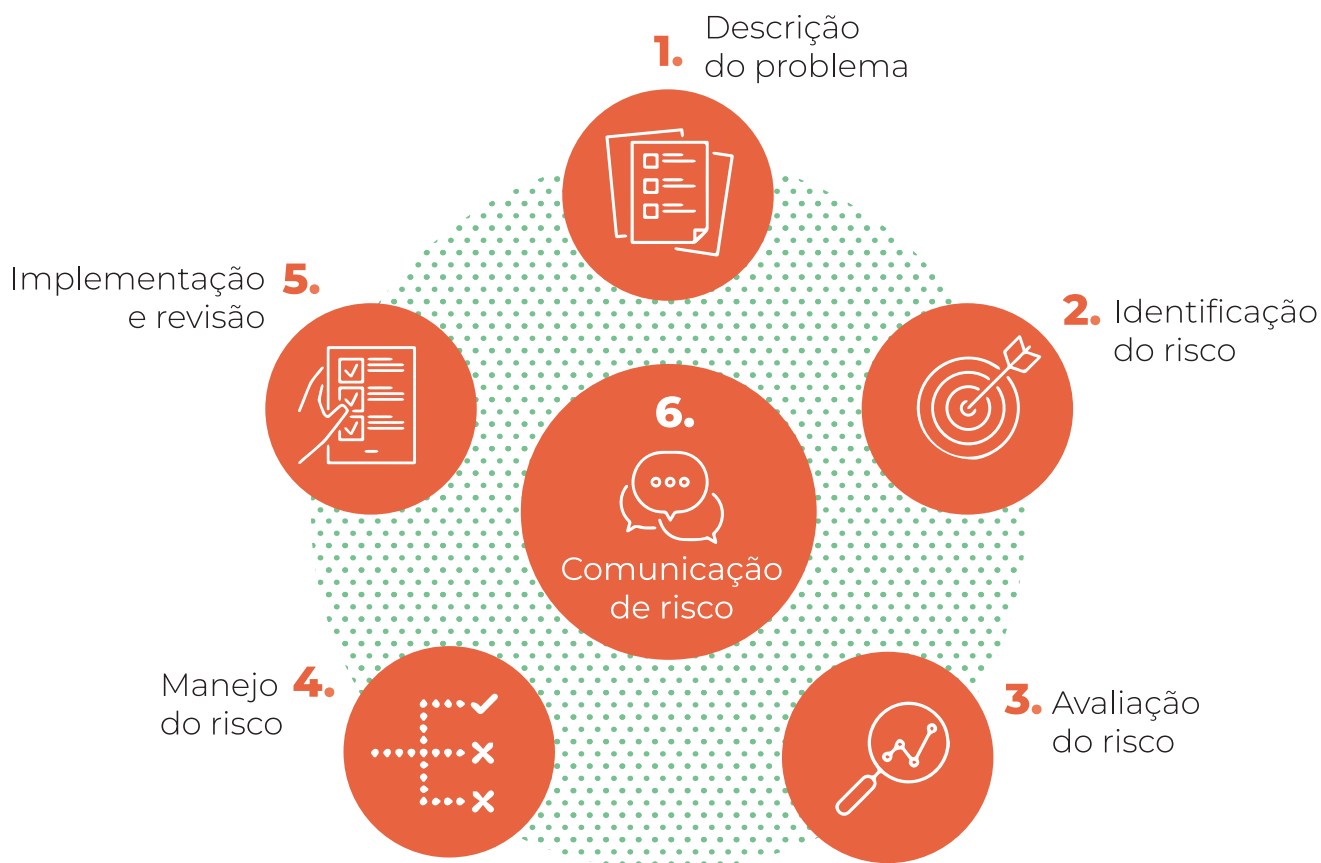 1. Descrição
do problema
2. Identificação
do risco
3. Avaliação
do risco
Manejo 4.
do risco
Implementação 5.
e revisão
6.
Comunicação
de risco